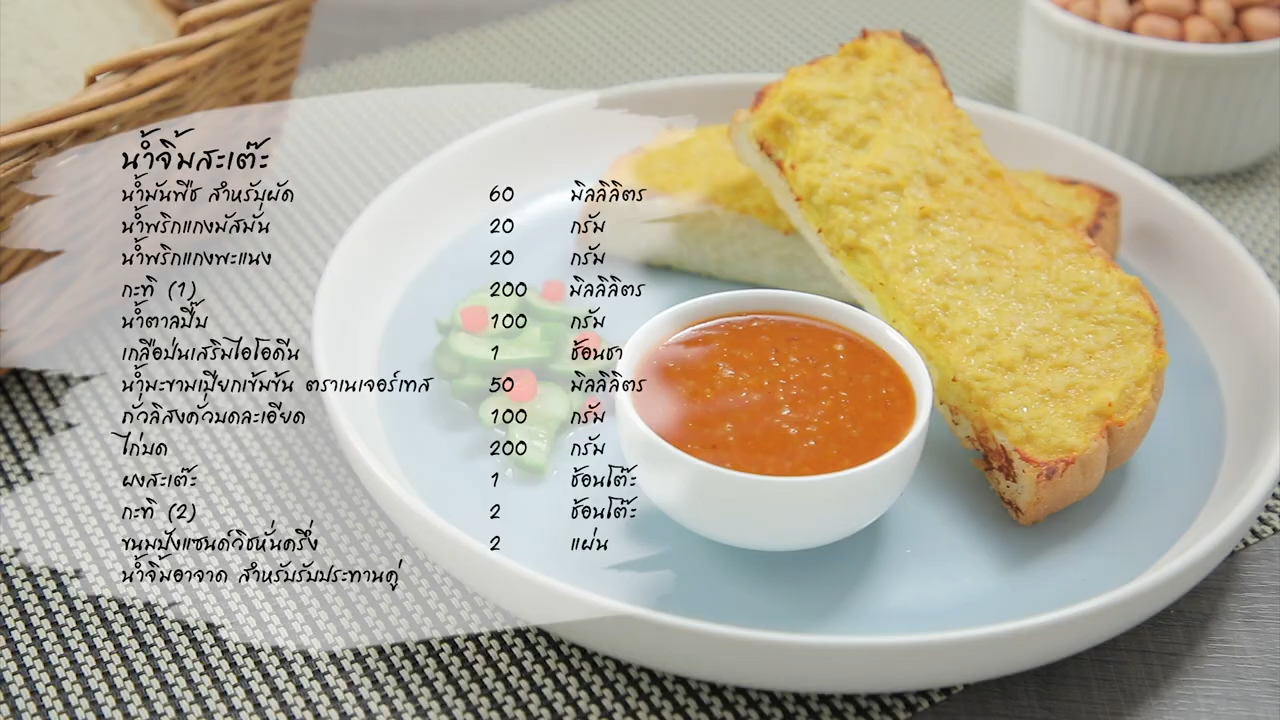 น้ำจิ้มสะเต๊ะ
น้ำมันพืช สำหรับผัด 60 มิลลิลิตร
น้ำพริกแกงมัสมั่น 20 กรัม
น้ำพริกแกงพะแนง 20 กรัม
กะทิ (1) 200 มิลลิลิตร
น้ำตาลปี๊บ 100 กรัม
เกลือป่นเสริมไอโอดีน 1 ช้อนชา
น้ำมะขามเปียกเข้มข้น ตราเนเจอร์เทส 50 มิลลิลิตร
ถั่วลิสงคั่วบดละเอียด 100 กรัม
ไก่บด 200 กรัม
ผงสะเต๊ะ 1 ช้อนโต๊ะ
กะทิ (2) 2 ช้อนโต๊ะ
ขนมปังแซนด์วิชหั่นครึ่ง 2 แผ่น
น้ำจิ้มอาจาด สำหรับรับประทานคู่